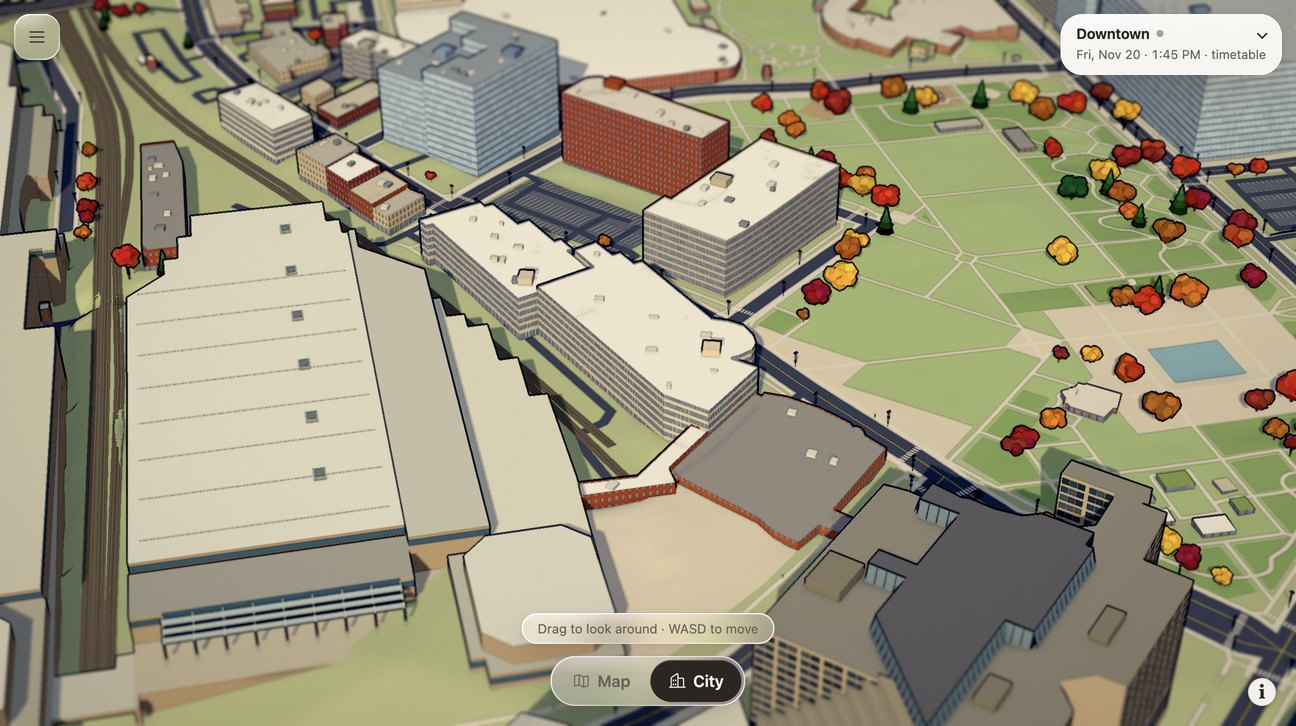 Downtown
Fri, Nov 20 · 1:45 PM · timetable
Drag to look around · WASD to move
Map
City
i